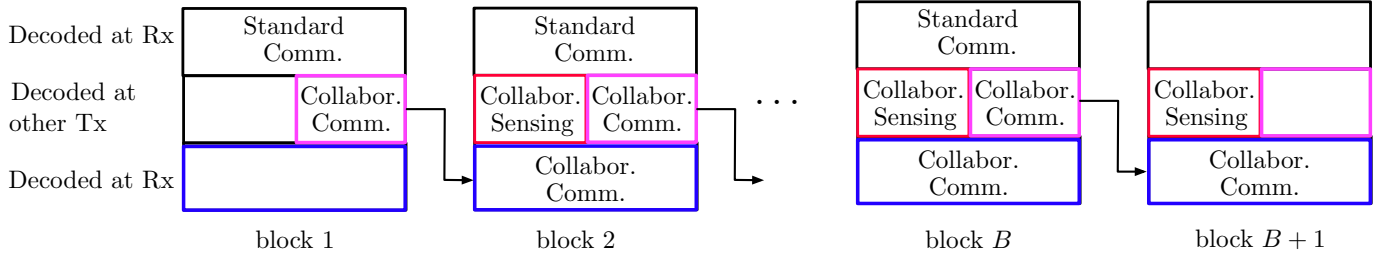 Decoded at Rx
Standard
Comm.
Standard
Comm.
Standard
Comm.
Decoded at
other Tx
Collabor.
Comm.
Collabor.
Sensing
Collabor.
Comm.
...
Collabor.
Sensing
Collabor.
Comm.
Collabor.
Sensing
Decoded at Rx
Collabor.
Comm.
Collabor.
Comm.
Collabor.
Comm.
block 1
block 2
block B
block B + 1